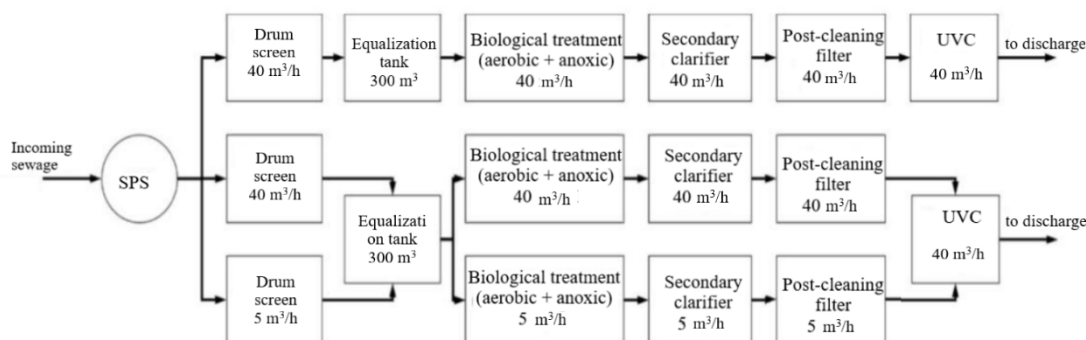 Drum
screen
40 m³/h
Equalization
tank
300 m³
Biological treatment
(aerobic + anoxic)
40 m³/h
Secondary
clarifier
40 m³/h
Post-cleaning
filter
40 m³/h
UVC
40 m³/h
to discharge
Incoming
sewage
SPS
Drum
screen
40 m³/h
Equalizati
on tank
300 m³
Biological treatment
(aerobic + anoxic)
40 m³/h
Secondary
clarifier
40 m³/h
Post-cleaning
filter
40 m³/h
UVC
40 m³/h
to discharge
Drum
screen
5 m³/h
Biological treatment
(aerobic + anoxic)
5 m³/h
Secondary
clarifier
5 m³/h
Post-cleaning
filter
5 m³/h